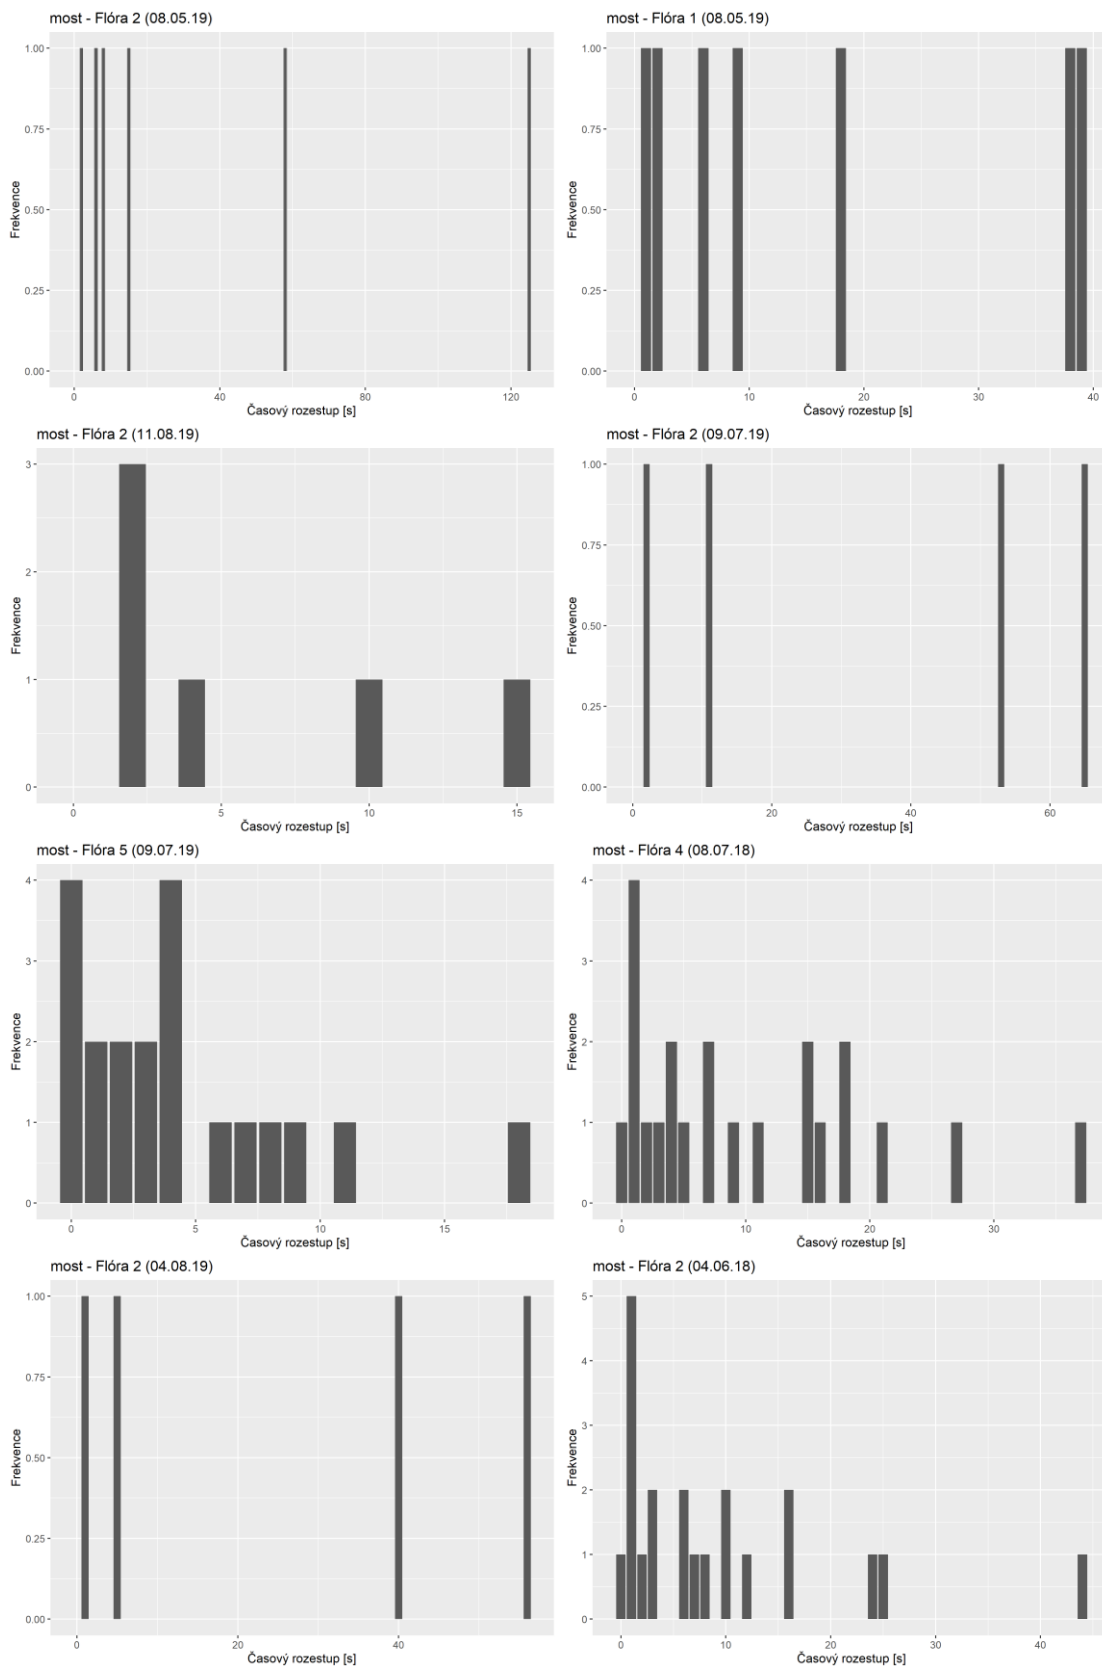 most - Flóra 2 (08.05.19)
1.00
0.75
0.50
0.25
0.00
Frekvence
0 40 80 120
Časový rozestup [s]
most - Flóra 1 (08.05.19)
1.00
0.75
0.50
0.25
0.00
Frekvence
0 10 20 30 40
Časový rozestup [s]
most - Flóra 2 (11.08.19)
3
2
1
0
Frekvence
0 5 10 15
Časový rozestup [s]
most - Flóra 2 (09.07.19)
1.00
0.75
0.50
0.25
0.00
Frekvence
0 20 40 60
Časový rozestup [s]
most - Flóra 5 (09.07.19)
4
3
2
1
0
Frekvence
0 5 10 15
Časový rozestup [s]
most - Flóra 4 (08.07.18)
4
3
2
1
0
Frekvence
0 10 20 30
Časový rozestup [s]
most - Flóra 2 (04.08.19)
1.00
0.75
0.50
0.25
0.00
Frekvence
0 20 40
Časový rozestup [s]
most - Flóra 2 (04.06.18)
5
4
3
2
1
0
Frekvence
0 10 20 30 40
Časový rozestup [s]